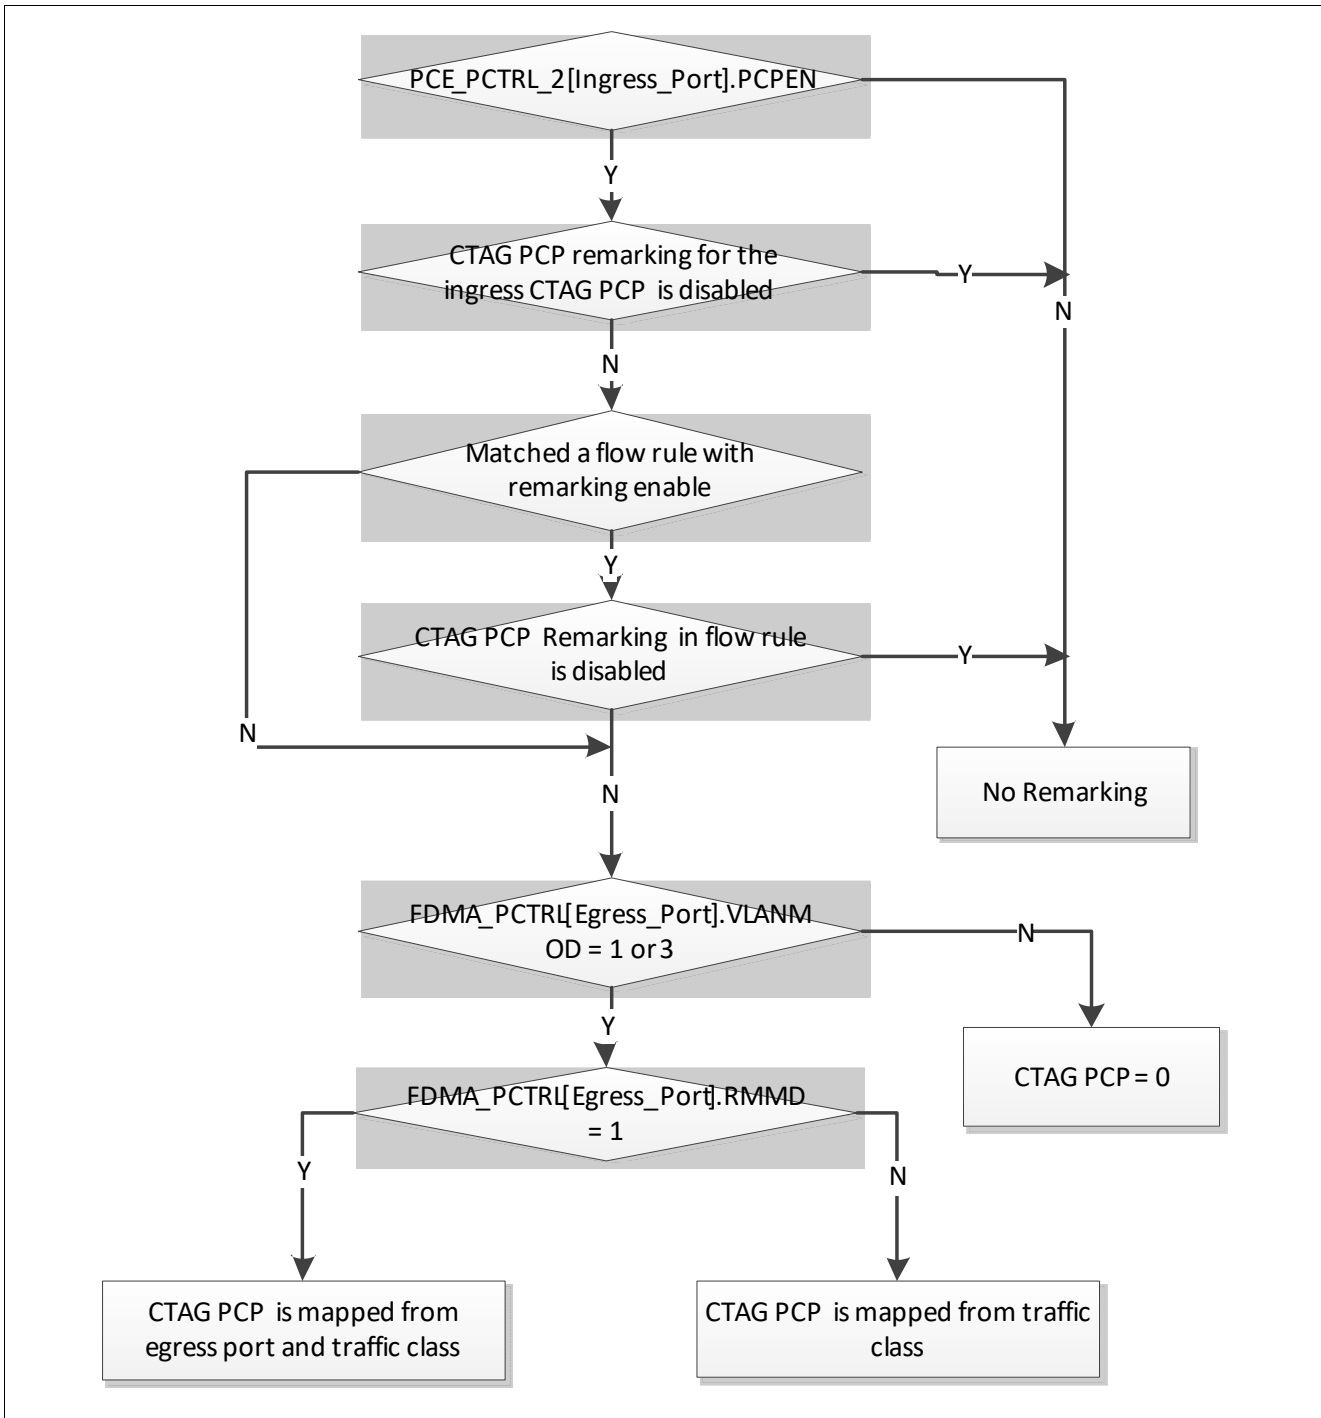 PCE_PCTRL_2[Ingress_Port].PCPEN
Y
CTAG PCP remarking for the
ingress CTAG PCP is disabled
Y
N
N
Matched a flow rule with
remarking enable
Y
CTAG PCP Remarking in flow rule
is disabled
Y
N
N
No Remarking
FDMA_PCTRL[Egress_Port].VLANM
OD = 1 or 3
N
Y
CTAG PCP = 0
FDMA_PCTRL[Egress_Port].RMMD
= 1
Y
N
CTAG PCP is mapped from
egress port and traffic class
CTAG PCP is mapped from traffic
class